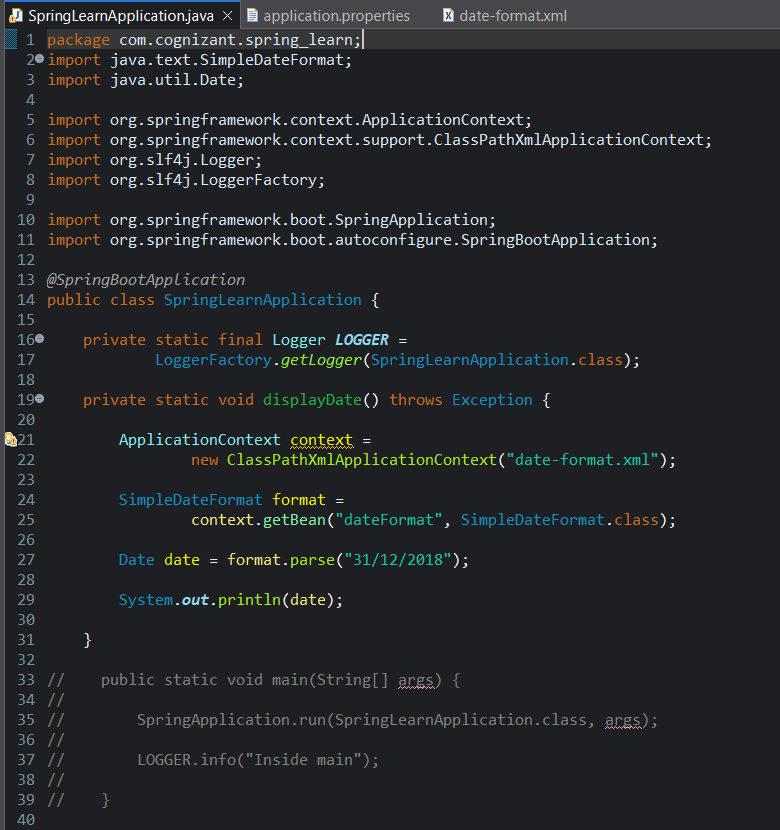 SpringLearnApplication.java application.properties date-format.xml
1 package com.cognizant.spring_learn;
2 import java.text.SimpleDateFormat;
3 import java.util.Date;
4
5 import org.springframework.context.ApplicationContext;
6 import org.springframework.context.support.ClassPathXmlApplicationContext;
7 import org.slf4j.Logger;
8 import org.slf4j.LoggerFactory;
9
10 import org.springframework.boot.SpringApplication;
11 import org.springframework.boot.autoconfigure.SpringBootApplication;
12
13 @SpringBootApplication
14 public class SpringLearnApplication {
15
16     private static final Logger LOGGER =
17             LoggerFactory.getLogger(SpringLearnApplication.class);
18
19     private static void displayDate() throws Exception {
20
21         ApplicationContext context =
22                 new ClassPathXmlApplicationContext("date-format.xml");
23
24         SimpleDateFormat format =
25                 context.getBean("dateFormat", SimpleDateFormat.class);
26
27         Date date = format.parse("31/12/2018");
28
29         System.out.println(date);
30
31     }
32
33 //    public static void main(String[] args) {
34 //
35 //        SpringApplication.run(SpringLearnApplication.class, args);
36 //
37 //        LOGGER.info("Inside main");
38 //
39 //    }
40